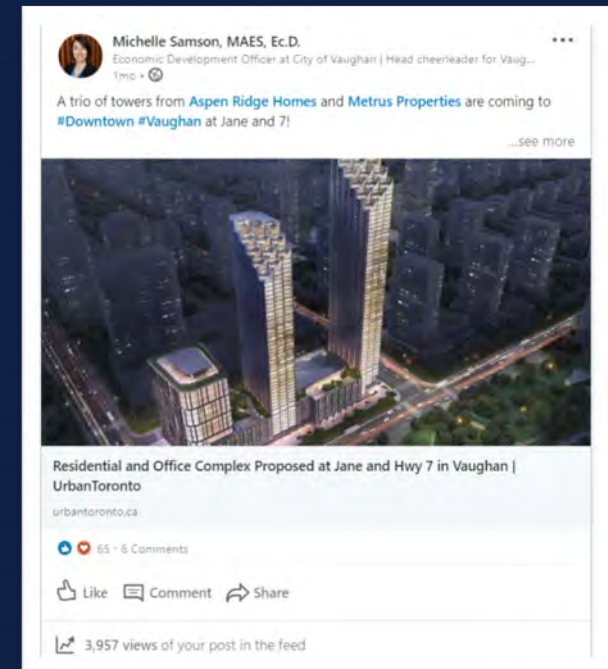 Michelle Samson, MAES, Ec.D.
Economic Development Officer at City of Vaughan | Head cheerleader for Vaug...
1mo •
A trio of towers from Aspen Ridge Homes and Metrus Properties are coming to
#Downtown #Vaughan at Jane and 7!
...see more
Residential and Office Complex Proposed at Jane and Hwy 7 in Vaughan |
UrbanToronto
urbantoronto.ca
65 · 6 Comments
Like Comment Share
3,957 views of your post in the feed